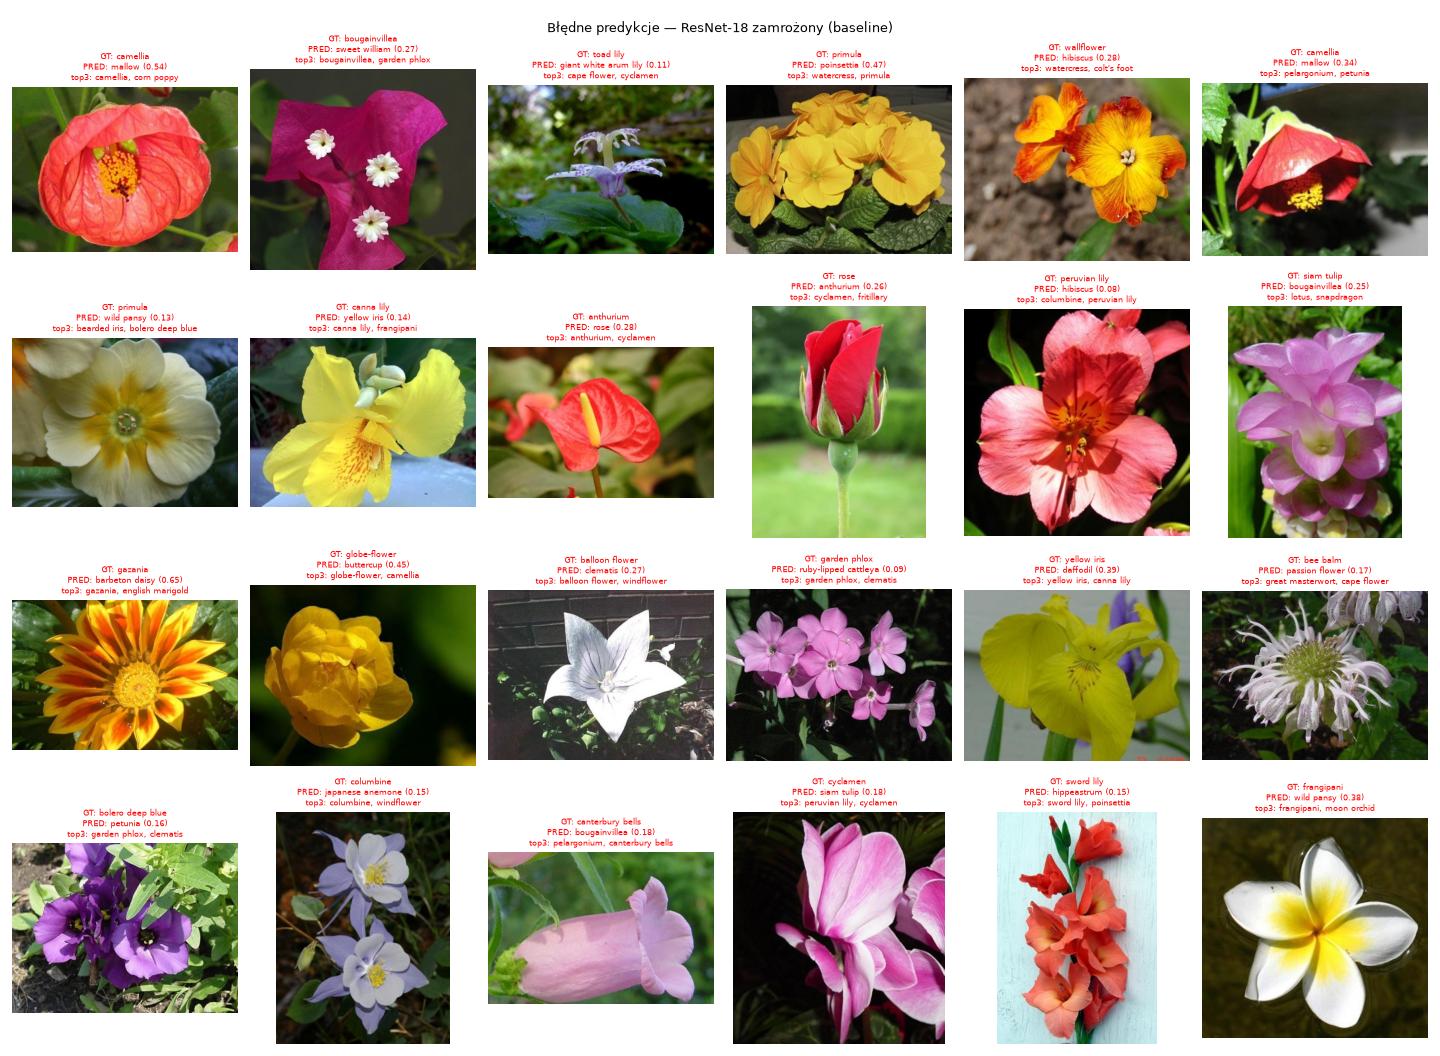 Błędne predykcje — ResNet-18 zamrożony (baseline)
GT: camellia
PRED: mallow (0.54)
top3: camellia, corn poppy
GT: bougainvillea
PRED: sweet william (0.27)
top3: bougainvillea, garden phlox
GT: toad lily
PRED: giant white arum lily (0.11)
top3: cape flower, cyclamen
GT: primula
PRED: poinsettia (0.47)
top3: watercress, primula
GT: wallflower
PRED: hibiscus (0.28)
top3: watercress, colt's foot
GT: camellia
PRED: mallow (0.34)
top3: pelargonium, petunia
GT: primula
PRED: wild pansy (0.13)
top3: bearded iris, bolero deep blue
GT: canna lily
PRED: yellow iris (0.14)
top3: canna lily, frangipani
GT: anthurium
PRED: rose (0.28)
top3: anthurium, cyclamen
GT: rose
PRED: anthurium (0.26)
top3: cyclamen, fritillary
GT: peruvian lily
PRED: hibiscus (0.08)
top3: columbine, peruvian lily
GT: siam tulip
PRED: bougainvillea (0.25)
top3: lotus, snapdragon
GT: gazania
PRED: barbeton daisy (0.65)
top3: gazania, english marigold
GT: globe-flower
PRED: buttercup (0.45)
top3: globe-flower, camellia
GT: balloon flower
PRED: clematis (0.27)
top3: balloon flower, windflower
GT: garden phlox
PRED: ruby-lipped cattleya (0.09)
top3: garden phlox, clematis
GT: yellow iris
PRED: daffodil (0.39)
top3: yellow iris, canna lily
GT: bee balm
PRED: passion flower (0.17)
top3: great masterwort, cape flower
GT: bolero deep blue
PRED: petunia (0.16)
top3: garden phlox, clematis
GT: columbine
PRED: japanese anemone (0.15)
top3: columbine, windflower
GT: canterbury bells
PRED: bougainvillea (0.18)
top3: pelargonium, canterbury bells
GT: cyclamen
PRED: siam tulip (0.18)
top3: peruvian lily, cyclamen
GT: sword lily
PRED: hippeastrum (0.15)
top3: sword lily, poinsettia
GT: frangipani
PRED: wild pansy (0.38)
top3: frangipani, moon orchid